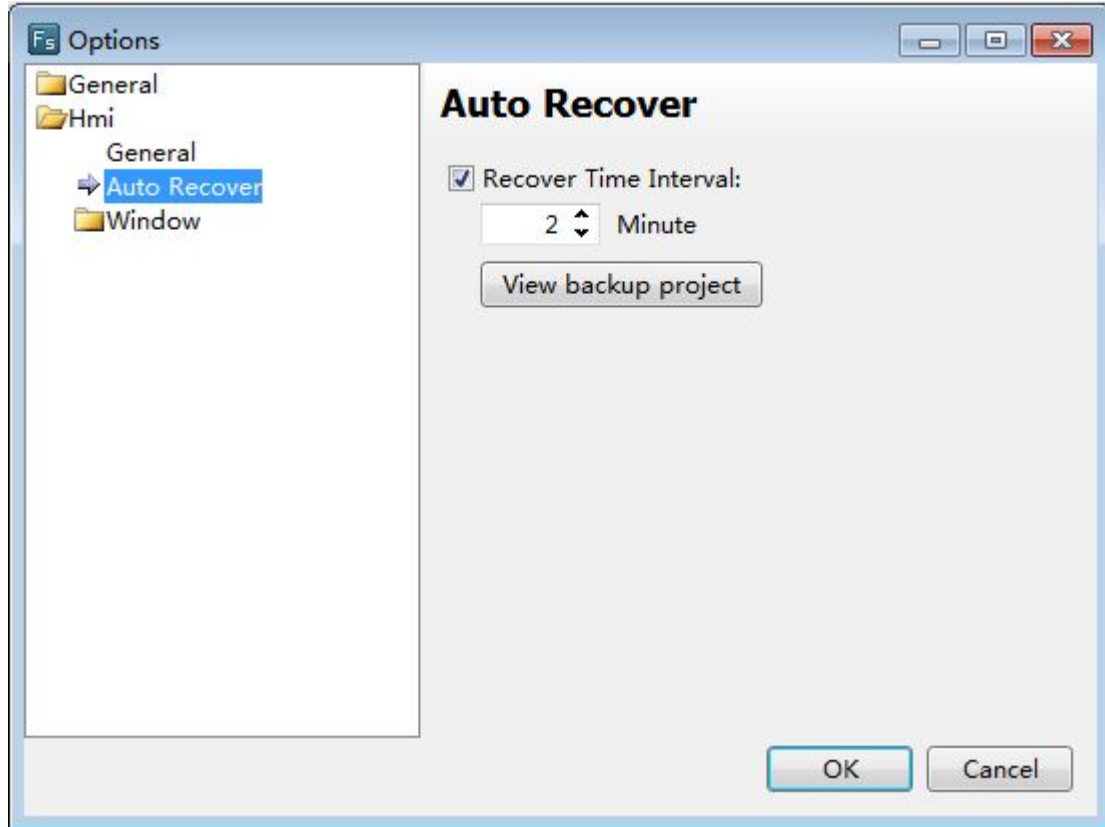 Fs Options
General
Hmi
General
Auto Recover
Window
Auto Recover
Recover Time Interval:
2 Minute
View backup project
OK Cancel